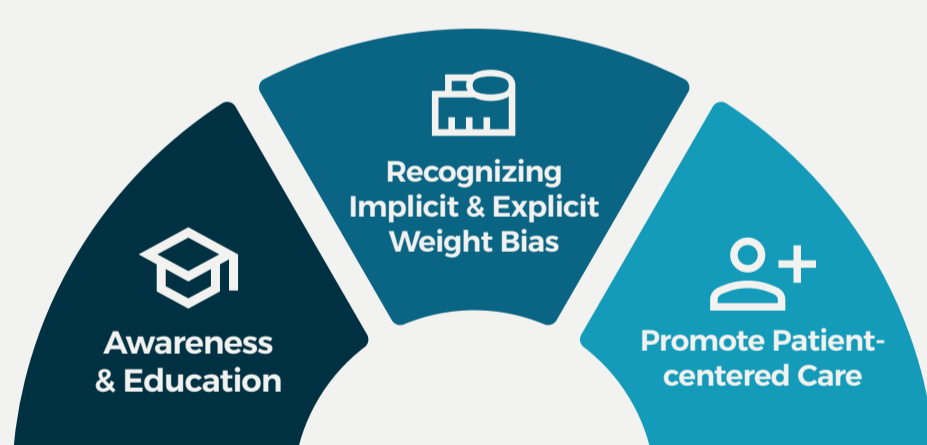 Recognizing
Implicit & Explicit
Weight Bias
Awareness
& Education
Promote Patient-
centered Care